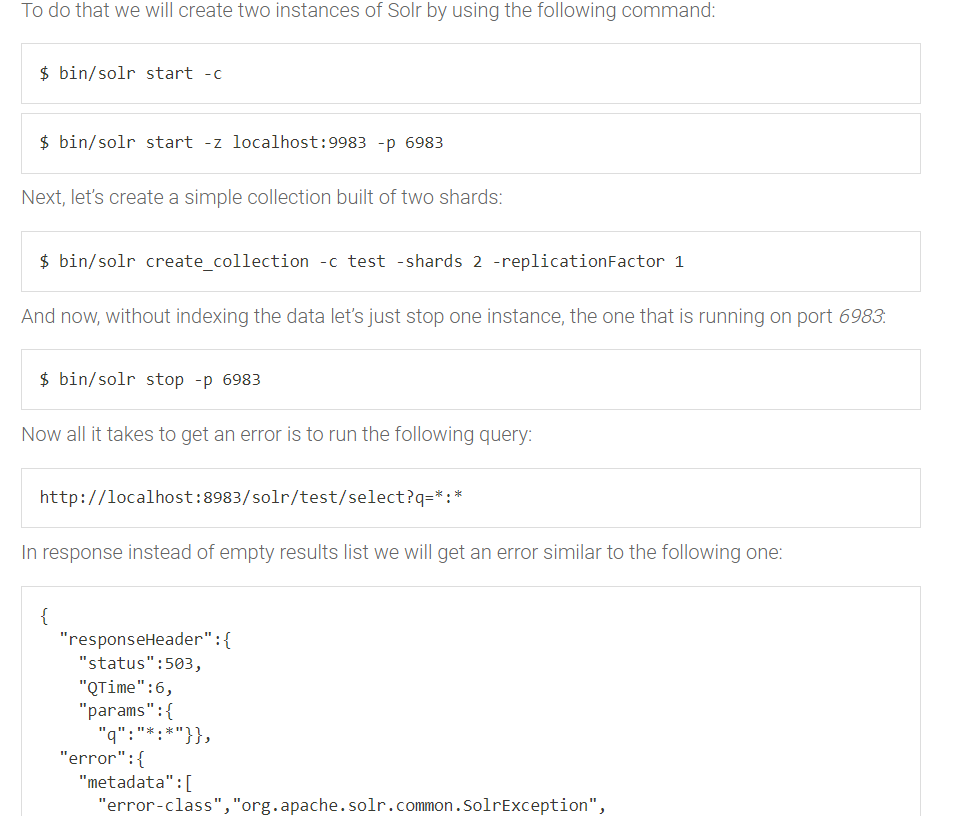 To do that we will create two instances of Solr by using the following command:
$ bin/solr start -c
$ bin/solr start -z localhost:9983 -p 6983
Next, let’s create a simple collection built of two shards:
$ bin/solr create_collection -c test -shards 2 -replicationFactor 1
And now, without indexing the data let’s just stop one instance, the one that is running on port 6983:
$ bin/solr stop -p 6983
Now all it takes to get an error is to run the following query:
http://localhost:8983/solr/test/select?q=*:*
In response instead of empty results list we will get an error similar to the following one:
{
  "responseHeader":{
    "status":503,
    "QTime":6,
    "params":{
      "q":"*:*"}},
  "error":{
    "metadata":[
      "error-class","org.apache.solr.common.SolrException",